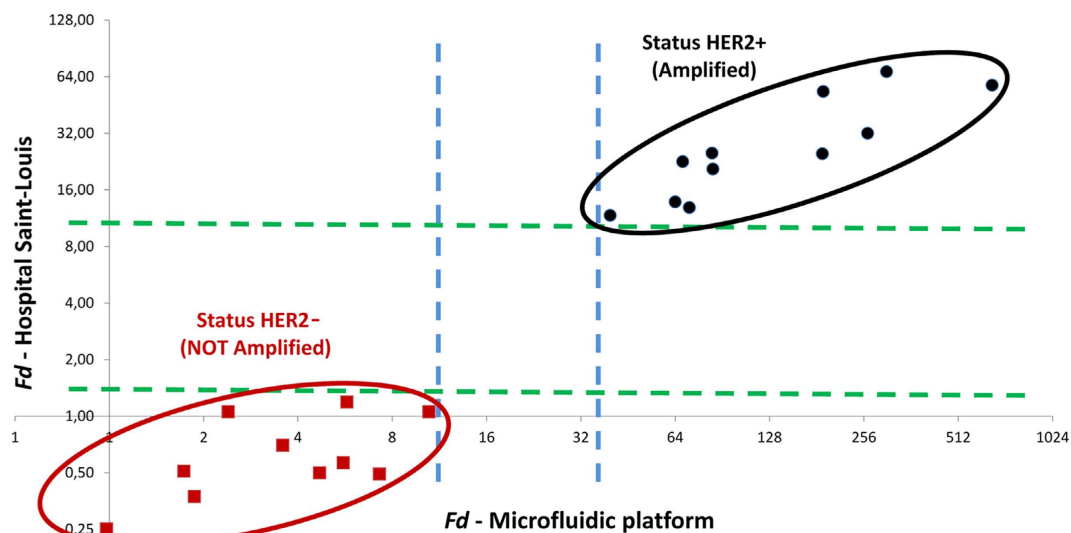 128,00
64,00
32,00
16,00
8,00
4,00
2,00
1,00
0,50
0,25
Fd - Hospital Saint-Louis
Status HER2+
(Amplified)
Status HER2-
(NOT Amplified)
1 1 2 4 8 16 32 64 128 256 512 1024
Fd - Microfluidic platform